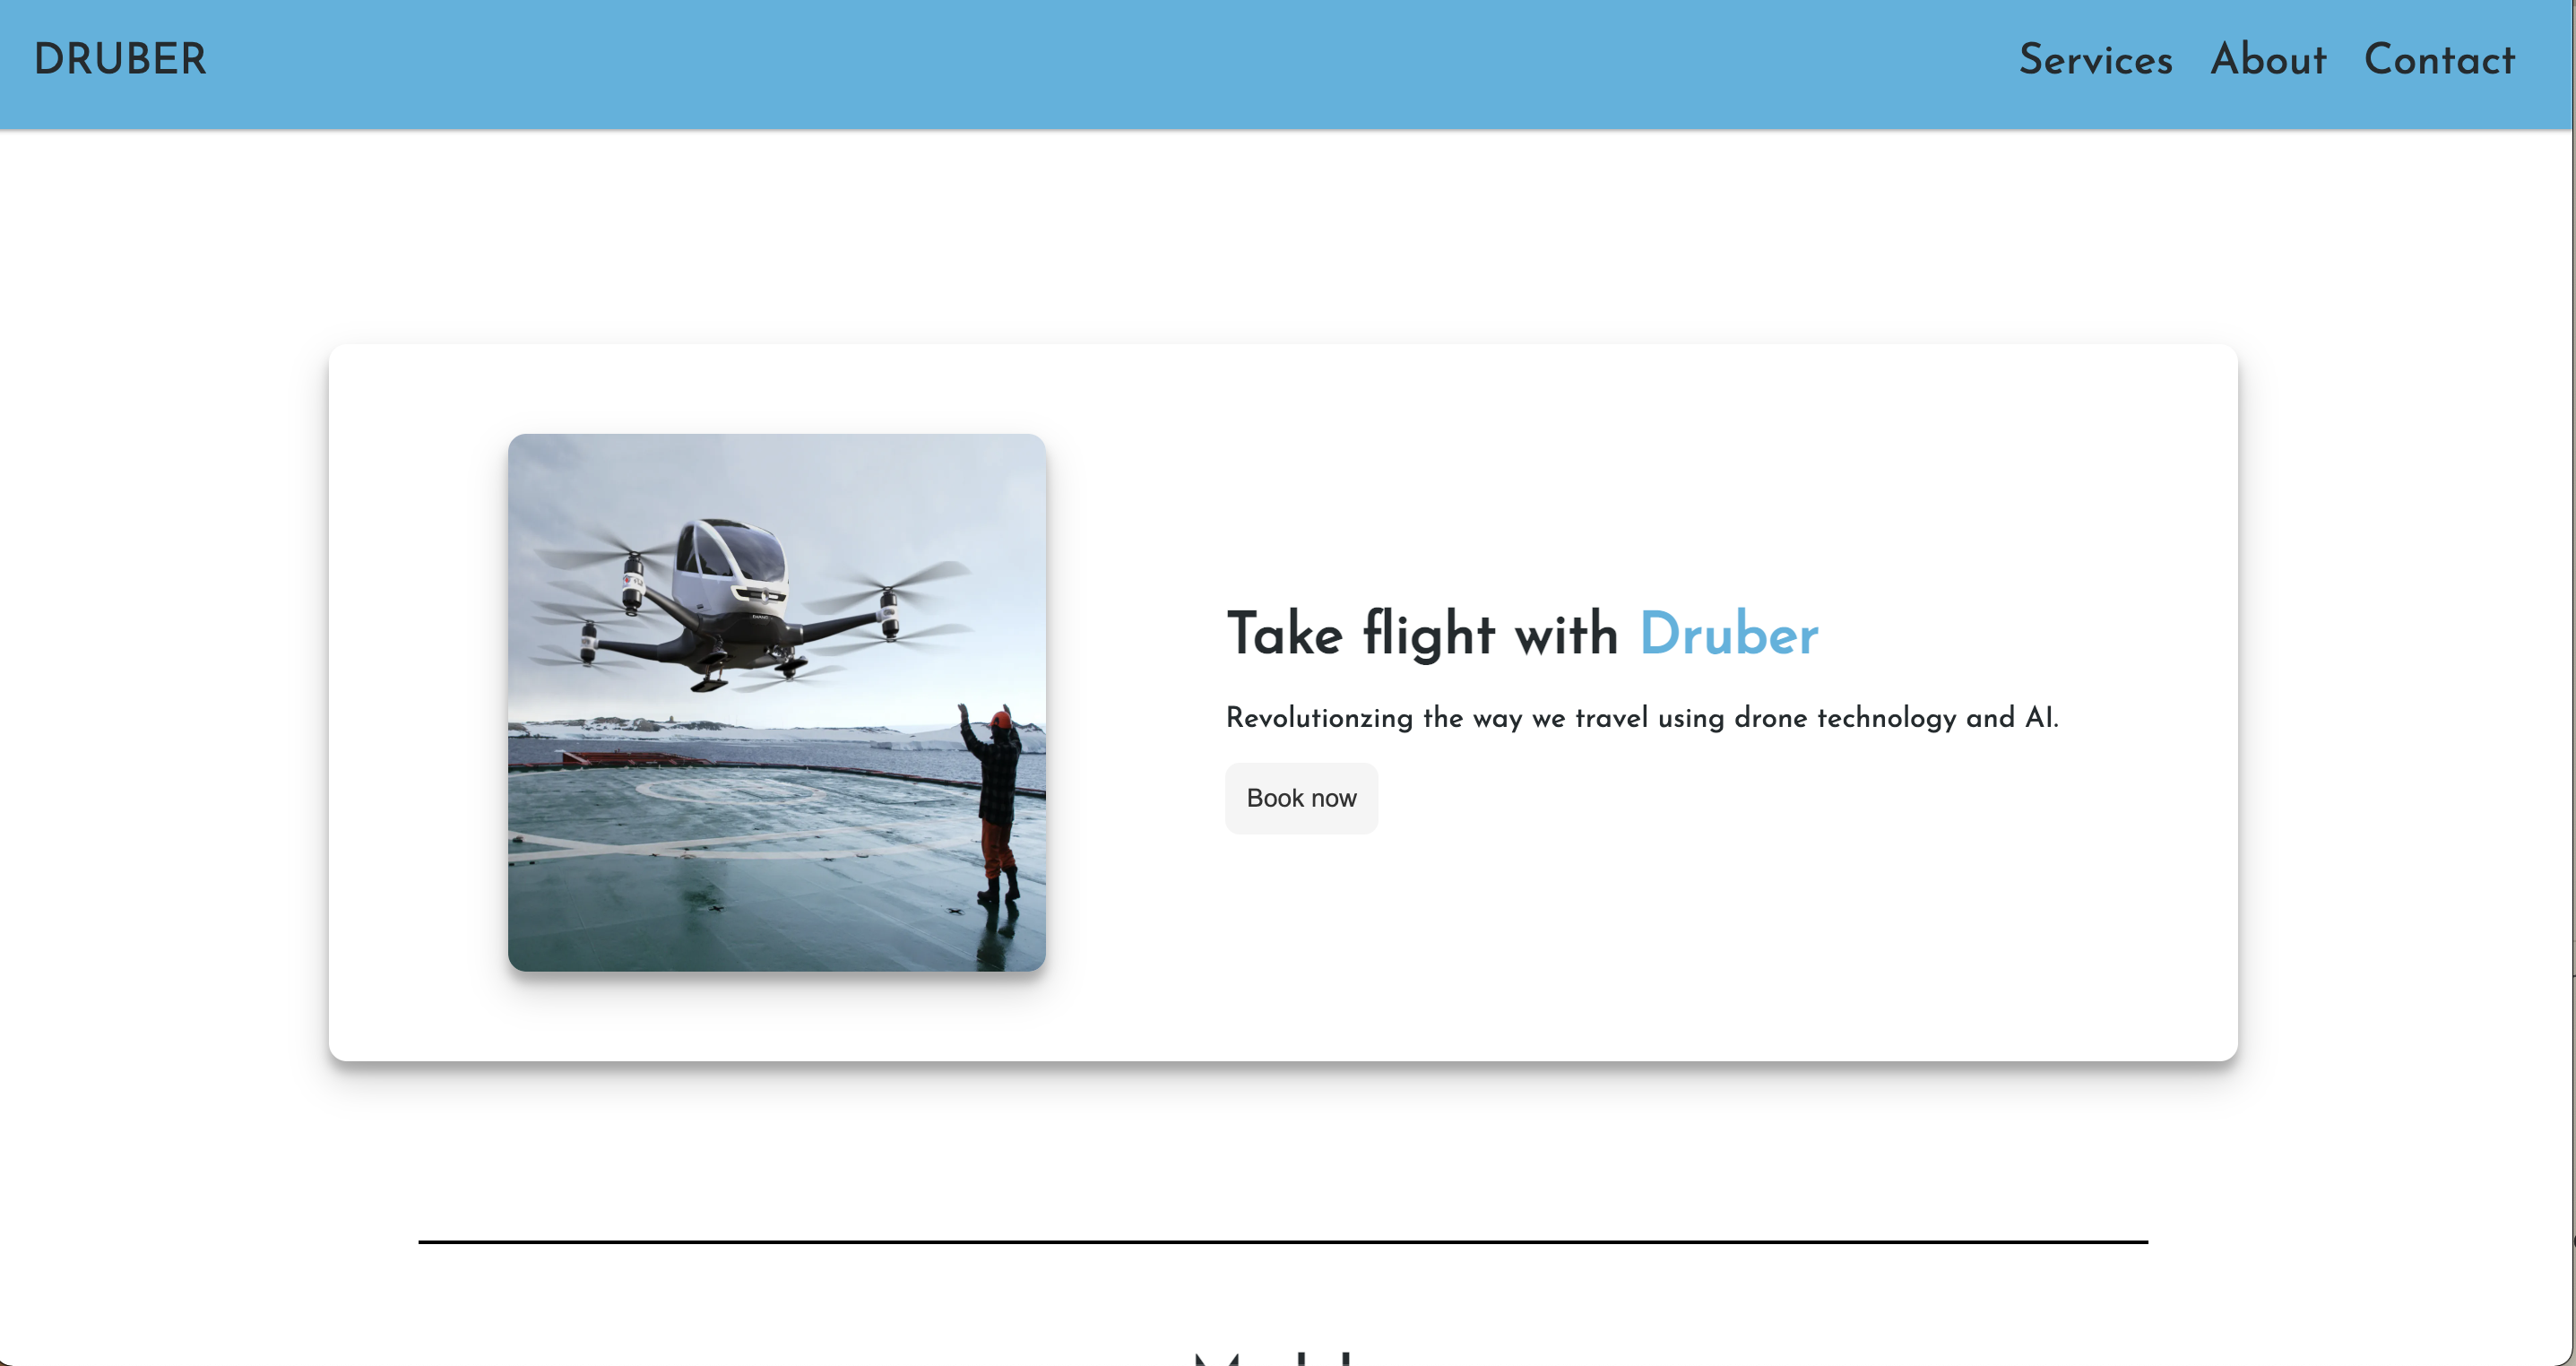 DRUBER
Services About Contact
Take flight with Druber
Revolutionzing the way we travel using drone technology and AI.
Book now